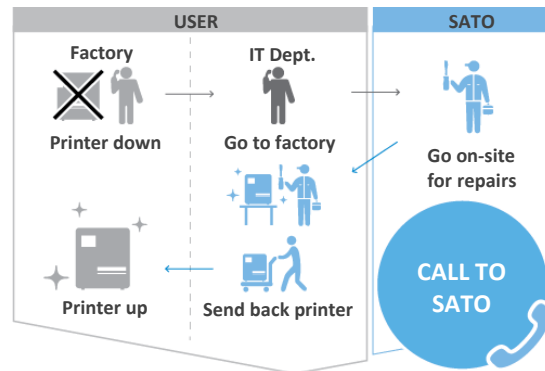 USER
SATO
Factory
IT Dept.
Printer down
Go to factory
Go on-site
for repairs
Printer up
Send back printer
CALL TO
SATO